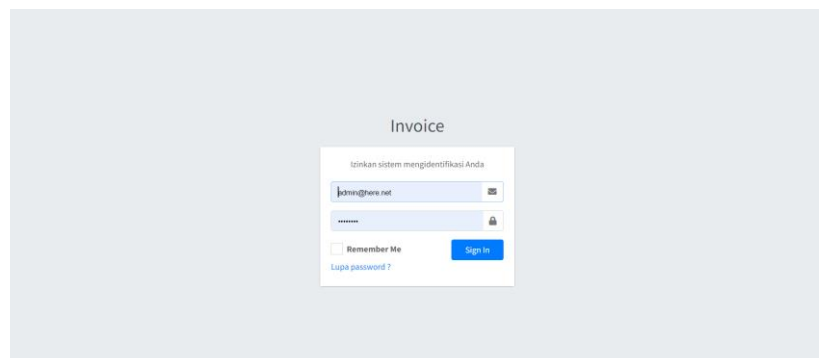 Invoice
Izinkan sistem mengidentifikasi Anda
admin@here.net
••••••••
Remember Me
Sign In
Lupa password ?